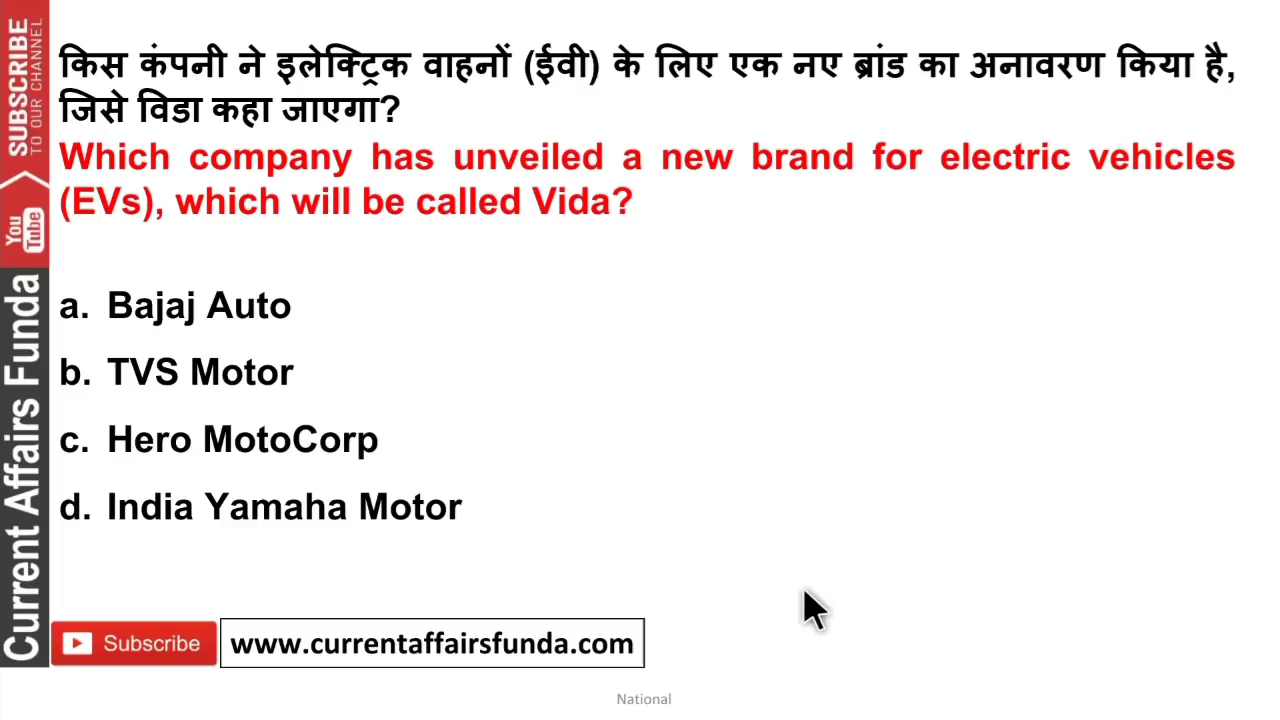 किस कंपनी ने इलेक्ट्रिक वाहनों (ईवी) के लिए एक नए ब्रांड का अनावरण किया है,
जिसे विडा कहा जाएगा?
Which company has unveiled a new brand for electric vehicles
(EVs), which will be called Vida?
a. Bajaj Auto
b. TVS Motor
c. Hero MotoCorp
d. India Yamaha Motor
SUBSCRIBE
TO OUR CHANNEL
You
Tube
Current Affairs Funda
Subscribe
www.currentaffairsfunda.com
National